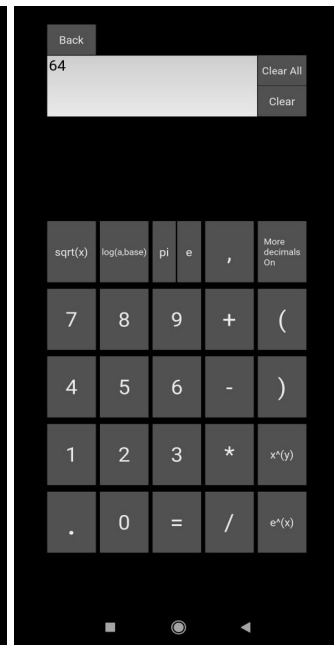 Back
64
Clear All
Clear
sqrt(x) log(a,base) pi e , More decimals On
7 8 9 + (
4 5 6 - )
1 2 3 * x^(y)
. 0 = / e^(x)